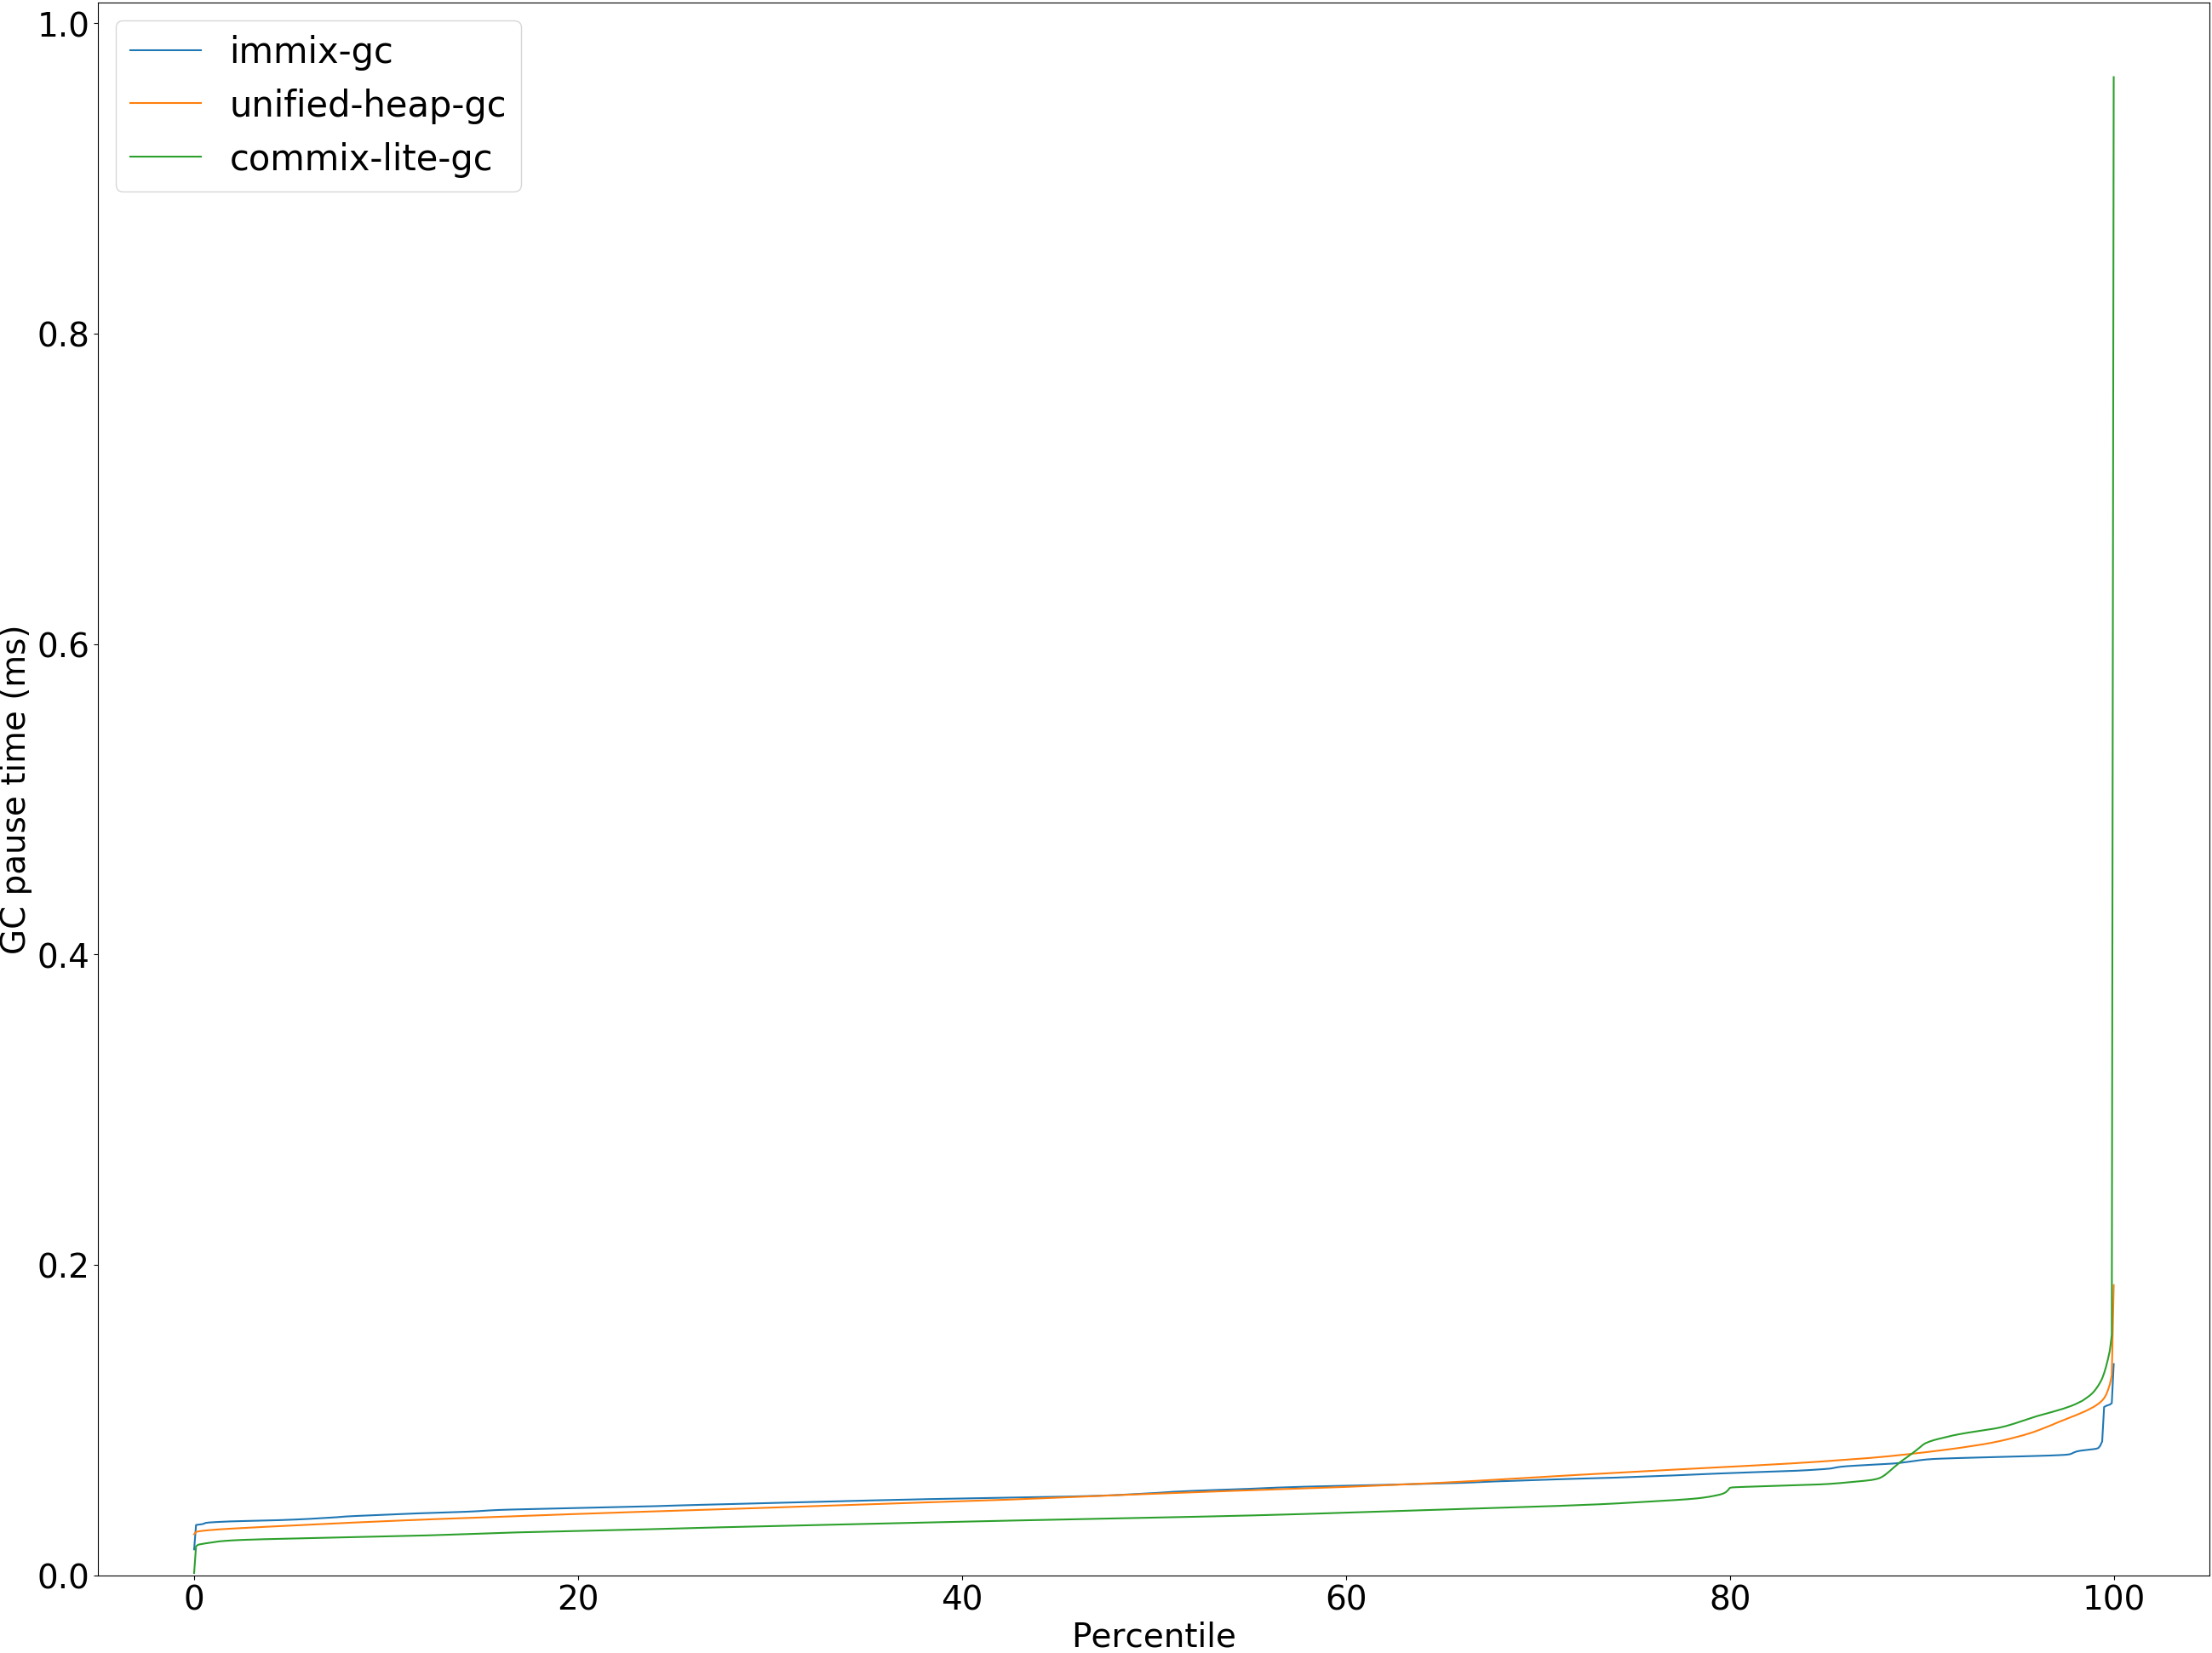 immix-gc
unified-heap-gc
commix-lite-gc
GC pause time (ms)
1.0
0.8
0.6
0.4
0.2
0.0
0 20 40 60 80 100
Percentile